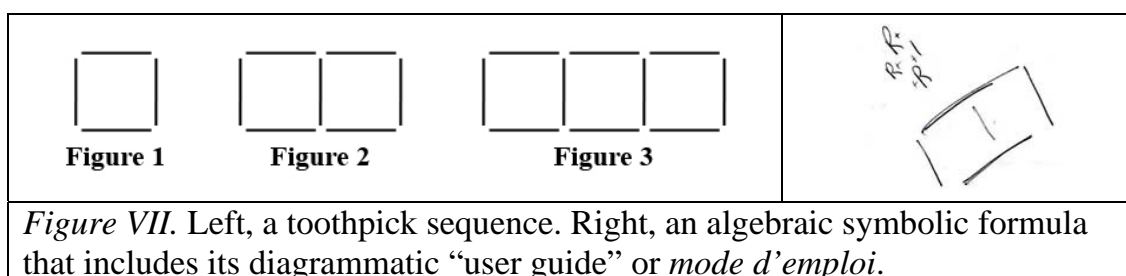 Figure 1
Figure 2
Figure 3
Figure VII. Left, a toothpick sequence. Right, an algebraic symbolic formula
that includes its diagrammatic “user guide” or mode d’emploi.